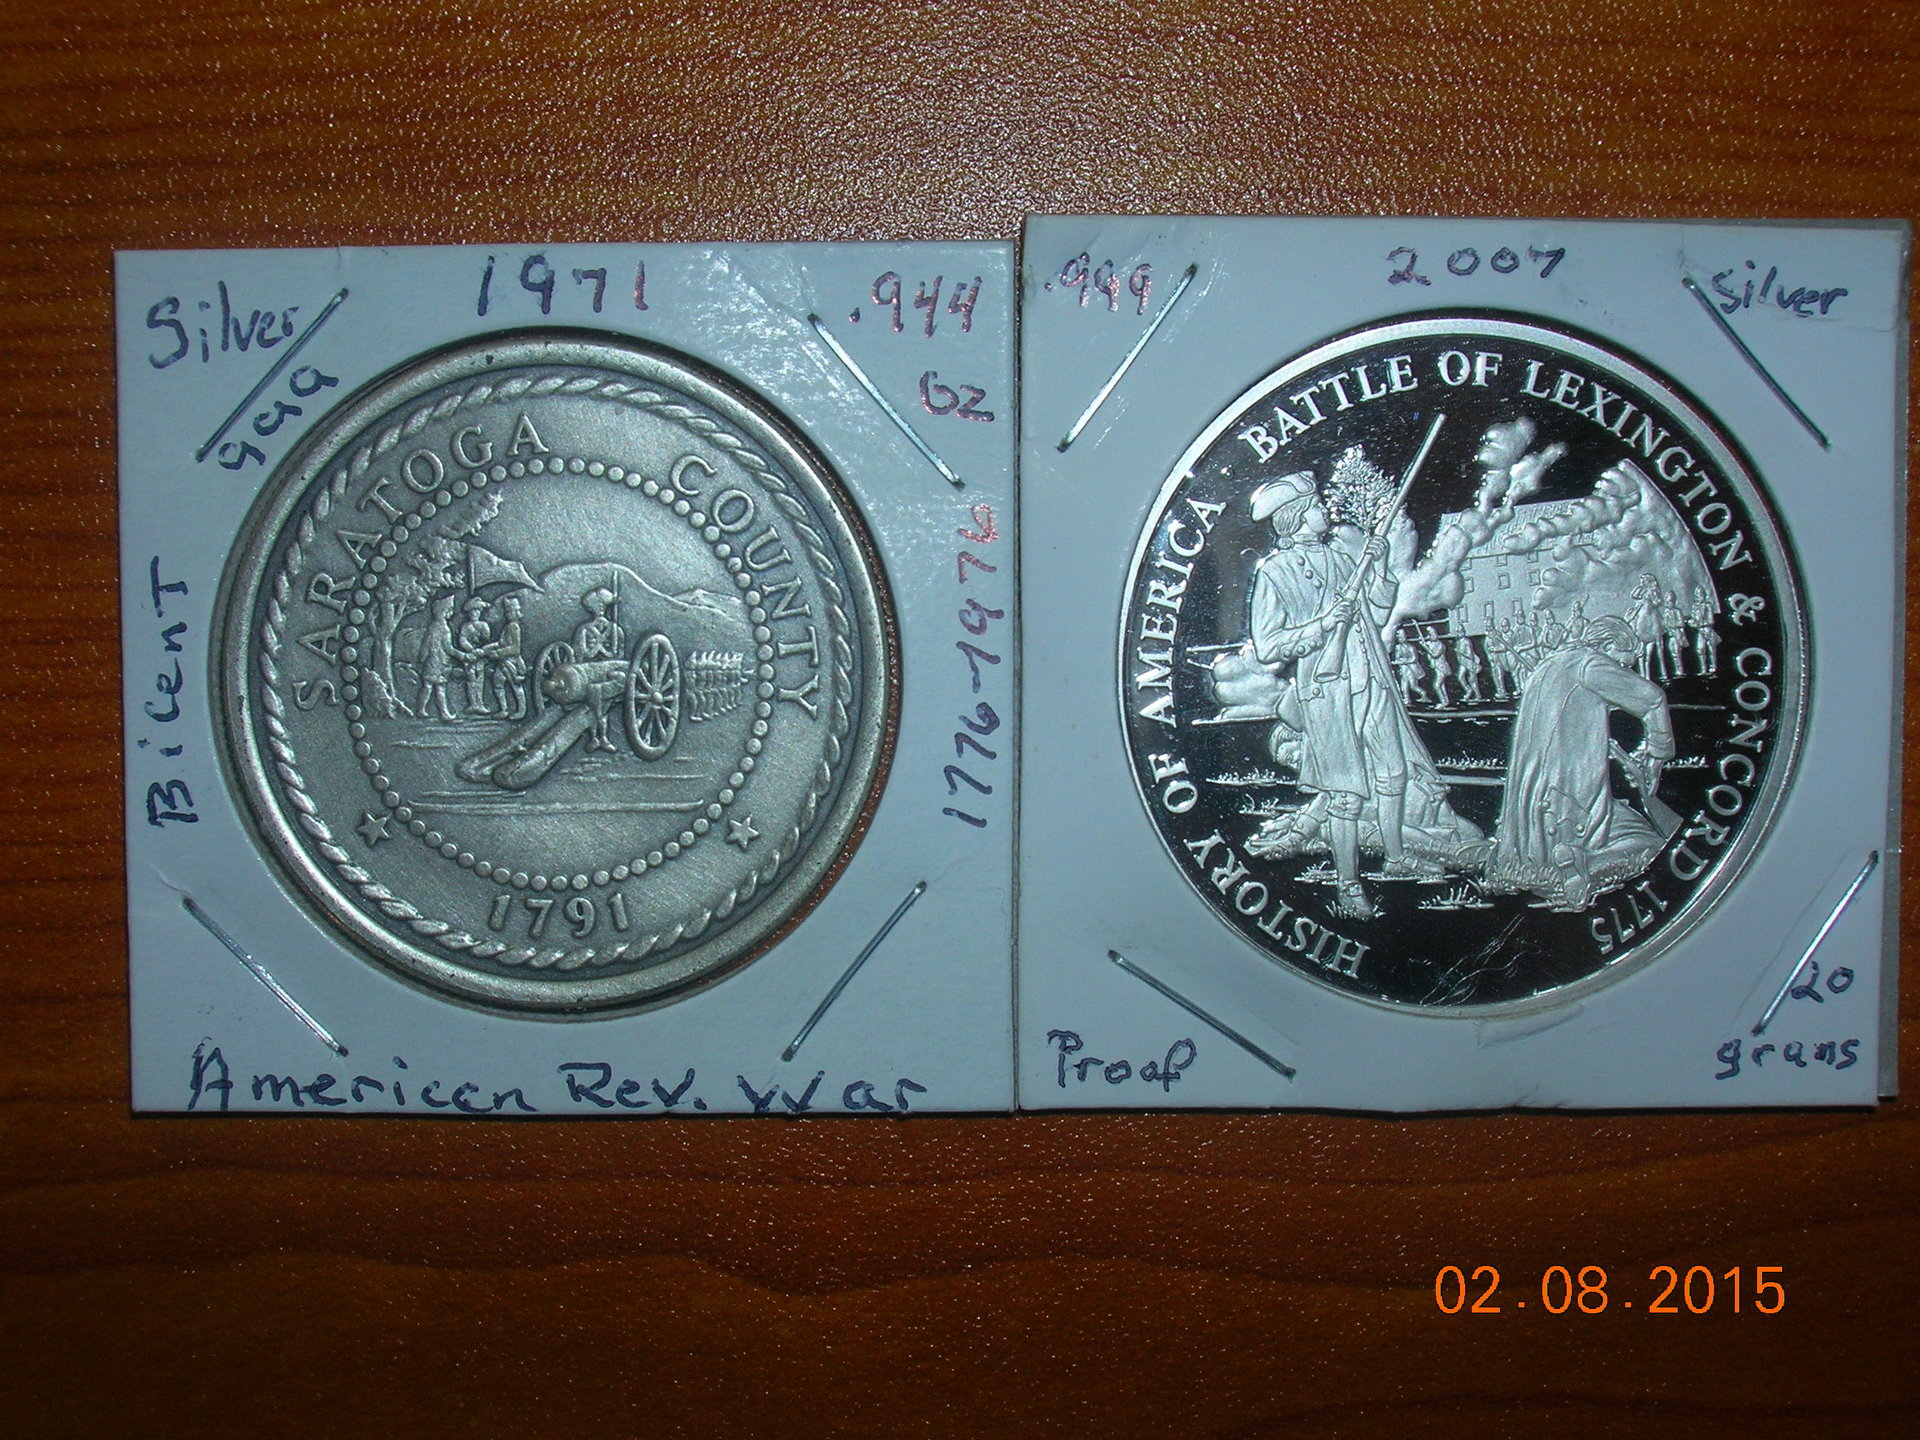 1971
Silver
999
.944
Oz
Bicent
1776-1976
SARATOGA COUNTY
1791
American Rev. War
.999
2007
Silver
HISTORY OF AMERICA · BATTLE OF LEXINGTON & CONCORD 1775
Proof
20
grams
02.08.2015